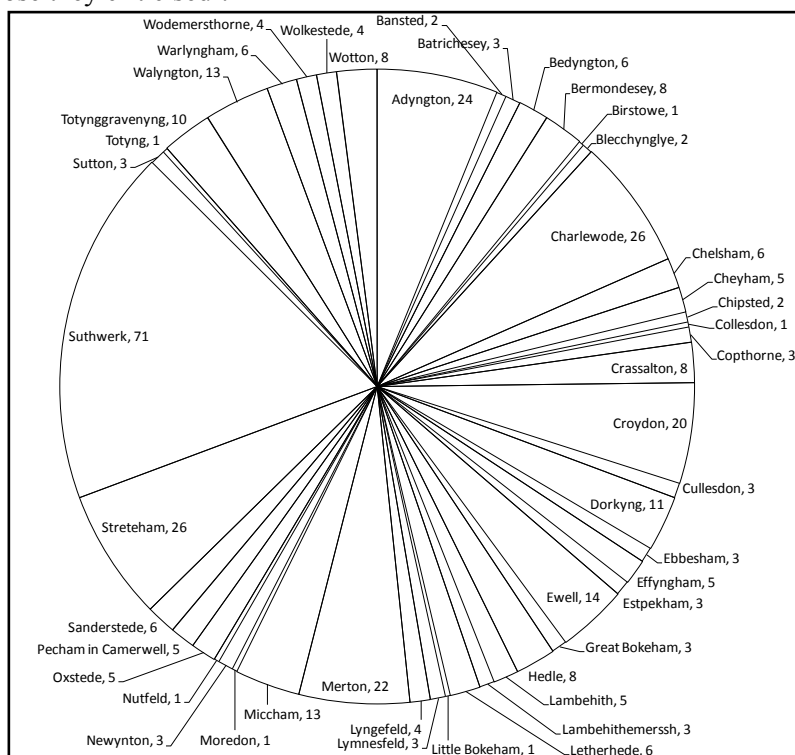 Adyngton, 24
Bansted, 2
Batrichesey, 3
Bedyngton, 6
Bermondesey, 8
Birstowe, 1
Blecchynglye, 2
Charlewode, 26
Chelsham, 6
Cheyham, 5
Chipsted, 2
Collesdon, 1
Copthorne, 3
Crassalton, 8
Croydon, 20
Cullesdon, 3
Dorkyng, 11
Ebbesham, 3
Effyngham, 5
Estpekham, 3
Ewell, 14
Great Bokeham, 3
Hedle, 8
Lambehith, 5
Lambehithemerssh, 3
Letherhede, 6
Little Bokeham, 1
Lymnesfeld, 3
Lyngefeld, 4
Merton, 22
Miccham, 13
Moredon, 1
Newynton, 3
Nutfeld, 1
Oxstede, 5
Pecham in Camerwell, 5
Sanderstede, 6
Streteham, 26
Suthwerk, 71
Sutton, 3
Totyng, 1
Totynggravenyng, 10
Walyngton, 13
Warlyngham, 6
Wodemersthorne, 4
Wolkestede, 4
Wotton, 8